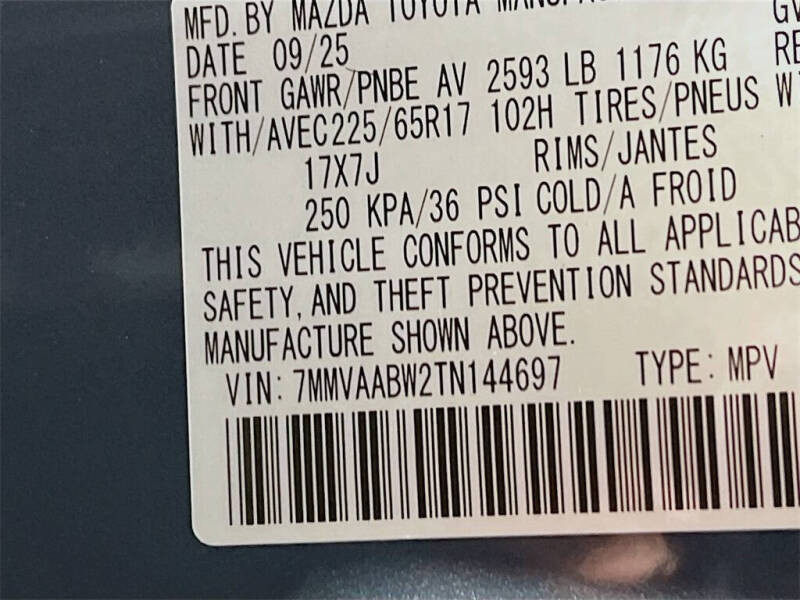 MFD. BY MAZDA TOYOTA
DATE 09/25
FRONT GAWR/PNBE AV 2593 LB 1176 KG
WITH/AVEC225/65R17 102H TIRES/PNEUS
17X7J RIMS/JANTES
250 KPA/36 PSI COLD/A FROID
THIS VEHICLE CONFORMS TO ALL APPLICAB
SAFETY, AND THEFT PREVENTION STANDARDS
MANUFACTURE SHOWN ABOVE.
VIN: 7MMVAABW2TN144697 TYPE: MPV